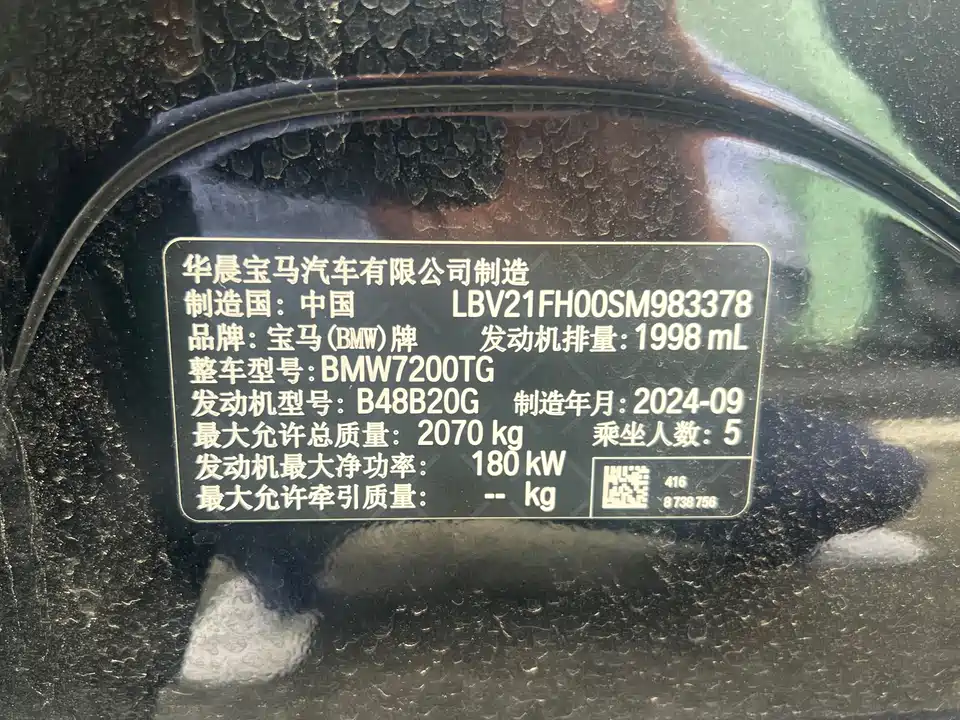 华晨宝马汽车有限公司制造
制造国: 中国 LBV21FH00SM983378
品牌: 宝马(BMW)牌 发动机排量: 1998 mL
整车型号: BMW7200TG
发动机型号: B48B20G 制造年月: 2024-09
最大允许总质量: 2070 kg 乘坐人数: 5
发动机最大净功率: 180 kW
最大允许牵引质量: -- kg
416
8 738 756